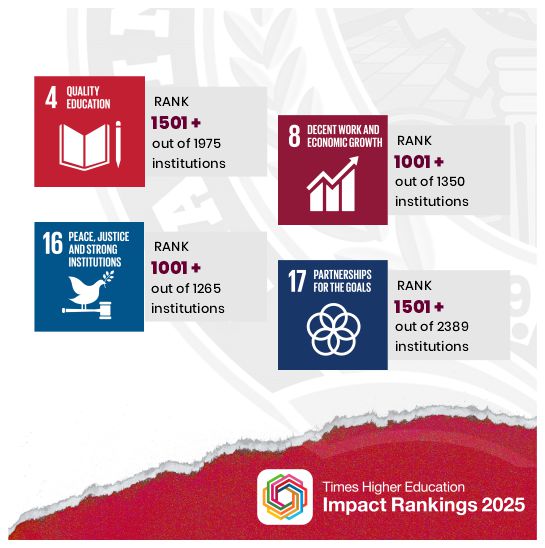 4 QUALITY
EDUCATION
RANK
1501 +
out of 1975
institutions
8 DECENT WORK AND
ECONOMIC GROWTH
RANK
1001 +
out of 1350
institutions
16 PEACE, JUSTICE
AND STRONG
INSTITUTIONS
RANK
1001 +
out of 1265
institutions
17 PARTNERSHIPS
FOR THE GOALS
RANK
1501 +
out of 2389
institutions
Times Higher Education
Impact Rankings 2025